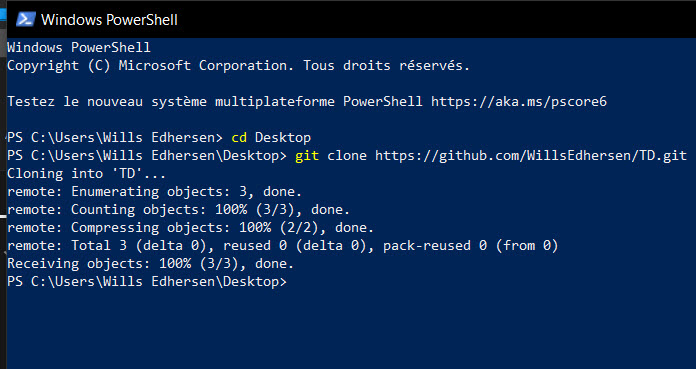 Windows PowerShell
Windows PowerShell
Copyright (C) Microsoft Corporation. Tous droits réservés.
Testez le nouveau système multiplateforme PowerShell https://aka.ms/pscore6
PS C:\Users\Wills Edhersen> cd Desktop
PS C:\Users\Wills Edhersen\Desktop> git clone https://github.com/WillsEdhersen/TD.git
Cloning into 'TD'...
remote: Enumerating objects: 3, done.
remote: Counting objects: 100% (3/3), done.
remote: Compressing objects: 100% (2/2), done.
remote: Total 3 (delta 0), reused 0 (delta 0), pack-reused 0 (from 0)
Receiving objects: 100% (3/3), done.
PS C:\Users\Wills Edhersen\Desktop>